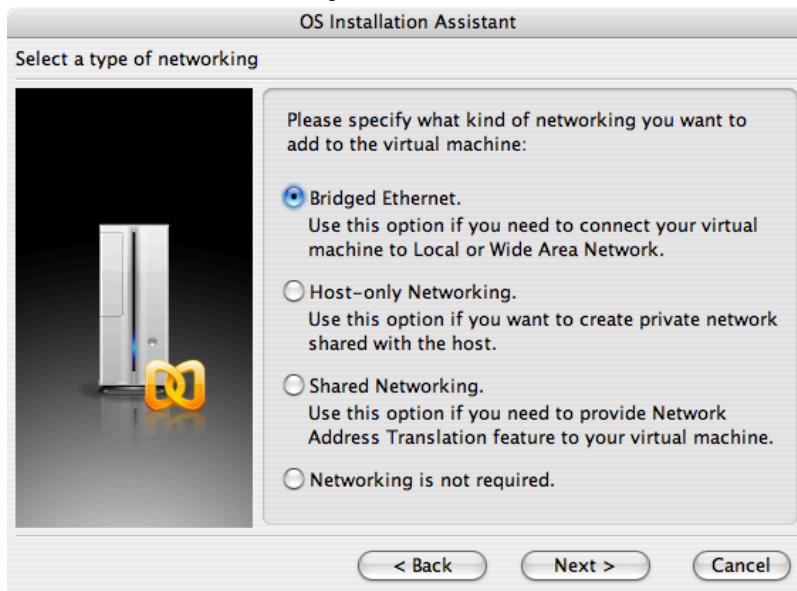 OS Installation Assistant
Select a type of networking
Please specify what kind of networking you want to
add to the virtual machine:
Bridged Ethernet.
Use this option if you need to connect your virtual
machine to Local or Wide Area Network.
Host-only Networking.
Use this option if you want to create private network
shared with the host.
Shared Networking.
Use this option if you need to provide Network
Address Translation feature to your virtual machine.
Networking is not required.
< Back
Next >
Cancel